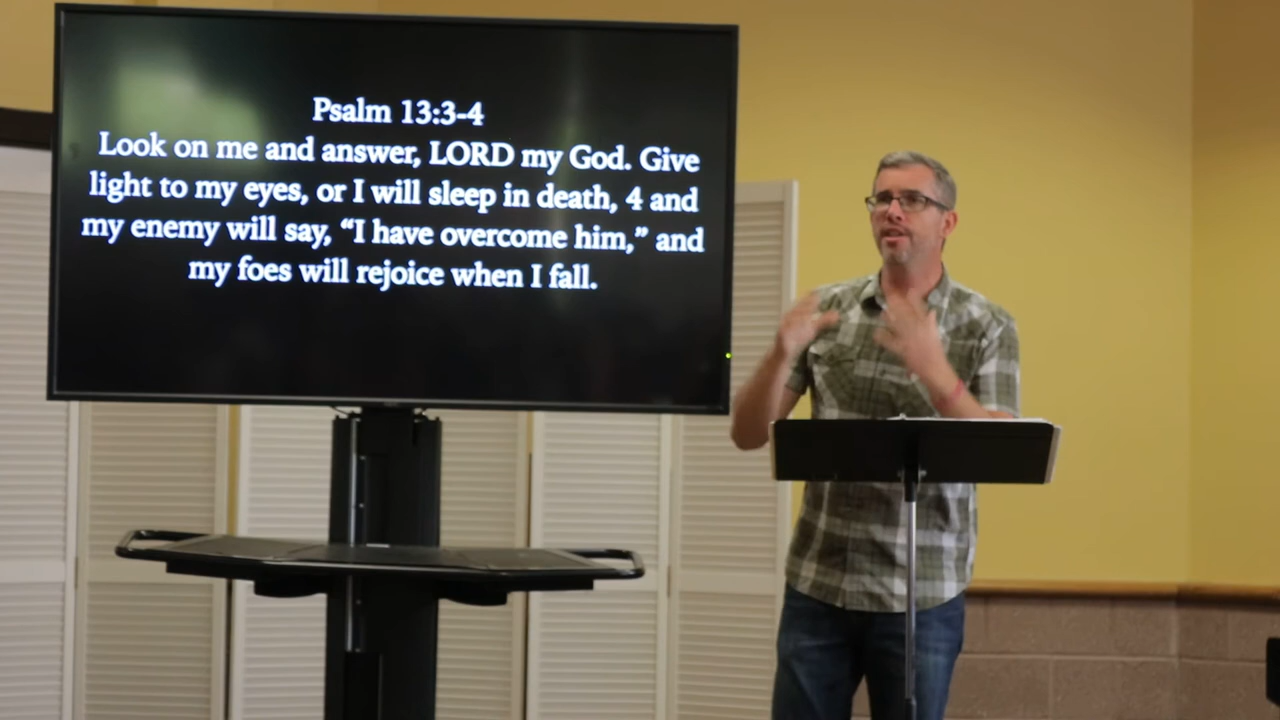 Psalm 13:3-4
Look on me and answer, LORD my God. Give
light to my eyes, or I will sleep in death, 4 and
my enemy will say, “I have overcome him,” and
my foes will rejoice when I fall.